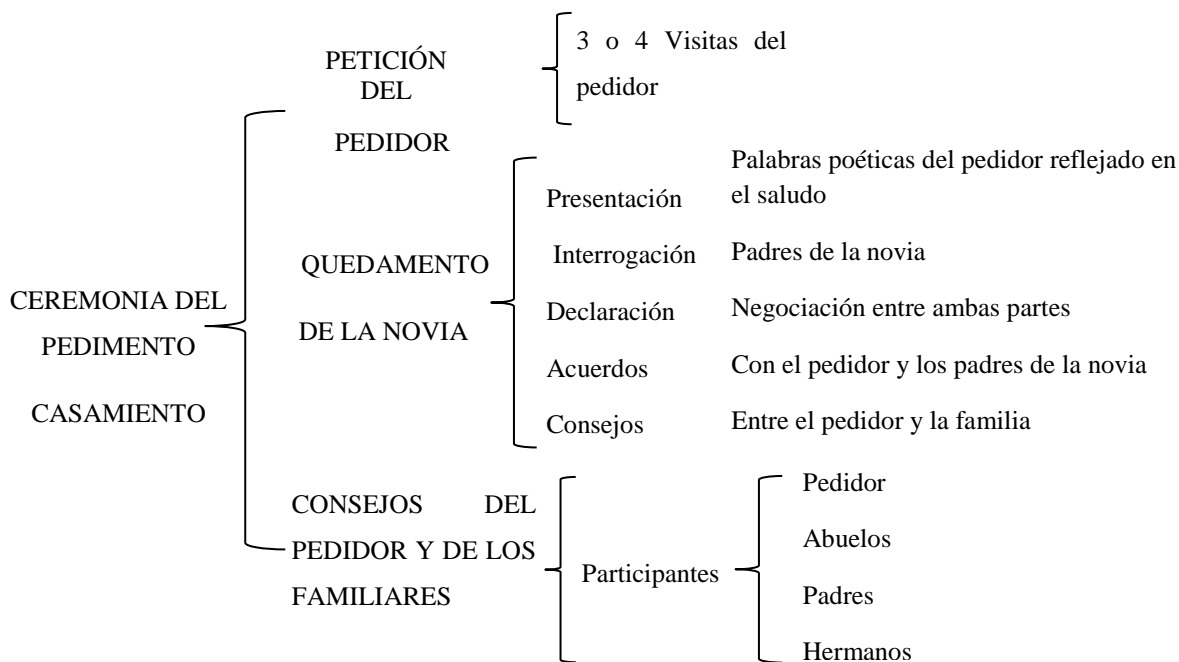 CEREMONIA DEL
PEDIMENTO
CASAMIENTO
PETICIÓN
DEL
PEDIDOR
3 o 4 Visitas del
pedidor
QUEDAMENTO
DE LA NOVIA
Presentación
Palabras poéticas del pedidor reflejado en
el saludo
Interrogación
Padres de la novia
Declaración
Negociación entre ambas partes
Acuerdos
Con el pedidor y los padres de la novia
Consejos
Entre el pedidor y la familia
CONSEJOS DEL
PEDIDOR Y DE LOS
FAMILIARES
Participantes
Pedidor
Abuelos
Padres
Hermanos